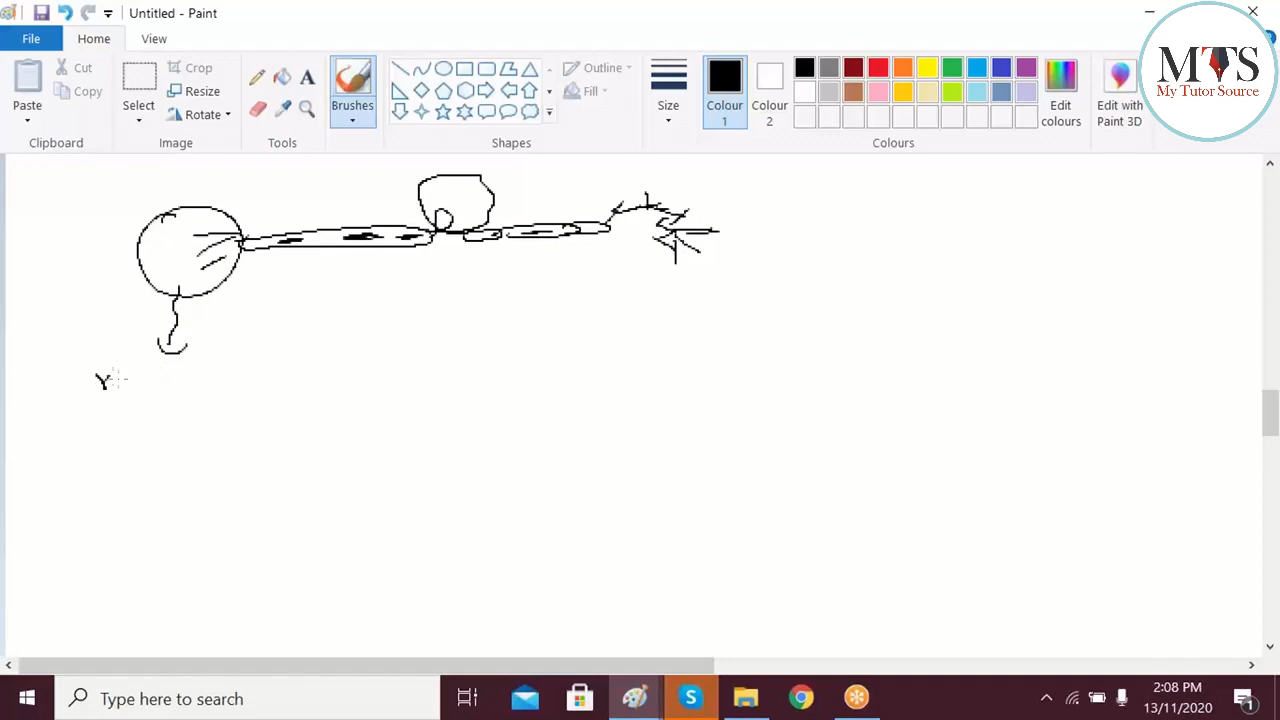 Untitled - Paint
File
Home
View
Paste
Cut
Copy
Clipboard
Select
Crop
Resize
Rotate
Image
A
Tools
Brushes
Outline
Fill
Shapes
Size
Colour 1
Colour 2
Edit colours
Edit with Paint 3D
Colours
MTS
My Tutor Source
Y
Type here to search
S
2:08 PM
13/11/2020
1